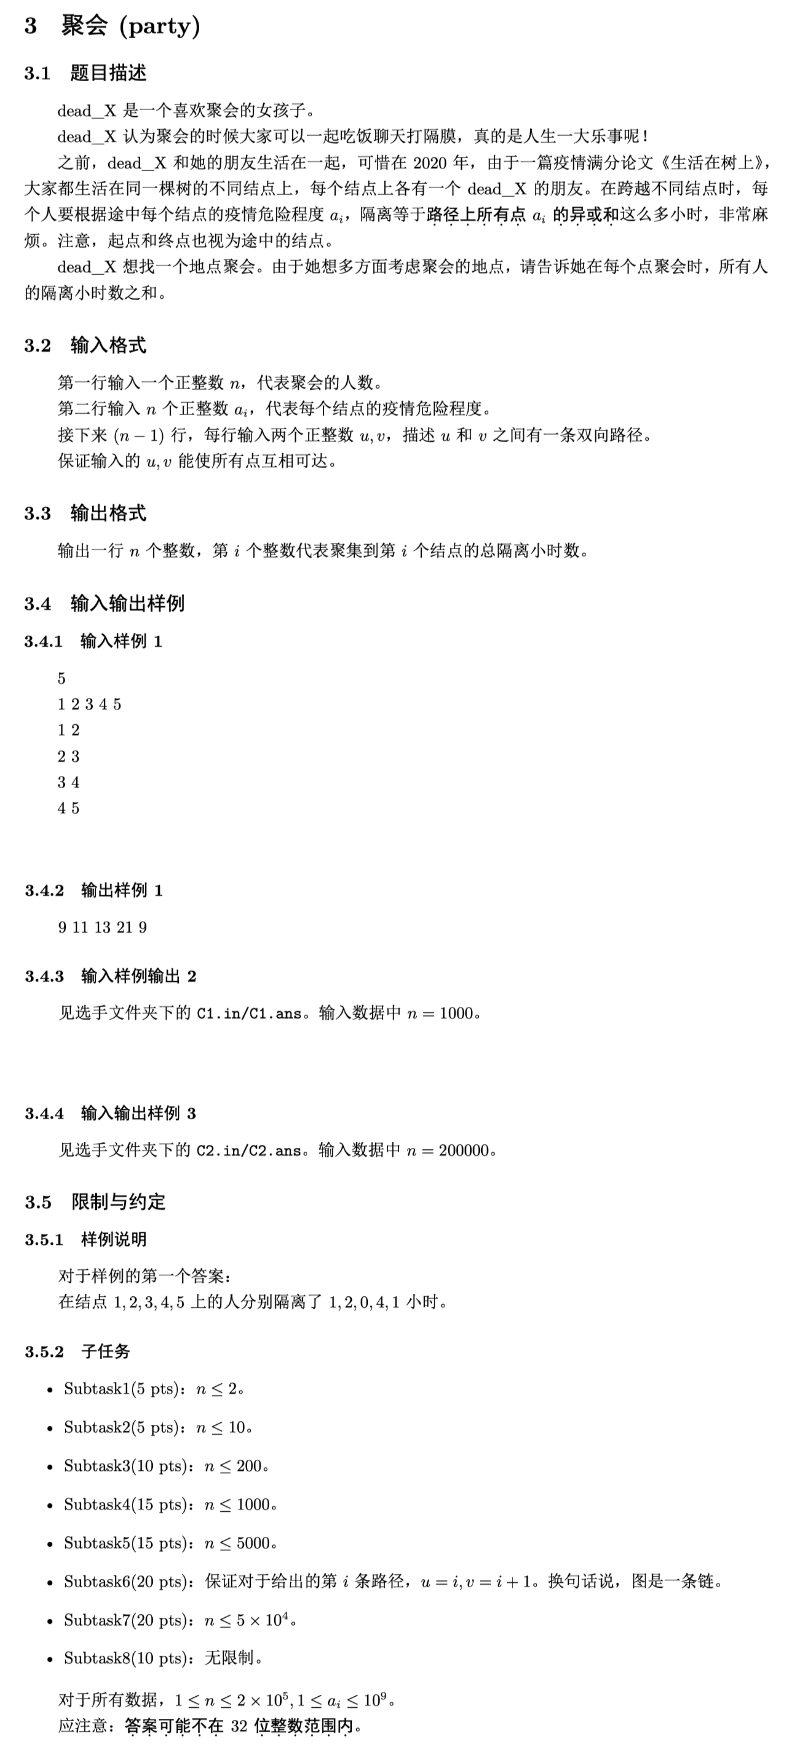 3 聚会 (party)
3.1 题目描述
dead_X 是一个喜欢聚会的女孩子。
dead_X 认为聚会的时候大家可以一起吃饭聊天打隔膜，真的是人生一大乐事呢！
之前，dead_X 和她的朋友生活在一起，可惜在 2020 年，由于一篇疫情满分论文《生活在树上》，
大家都生活在同一棵树的不同结点上，每个结点上各有一个 dead_X 的朋友。在跨越不同结点时，每
个人要根据途中每个结点的疫情危险程度 aᵢ，隔离等于路径上所有点 aᵢ 的异或和这么多小时，非常麻
烦。注意，起点和终点也视为途中的结点。
dead_X 想找一个地点聚会。由于她想多方面考虑聚会的地点，请告诉她在每个点聚会时，所有人
的隔离小时数之和。
3.2 输入格式
第一行输入一个正整数 n，代表聚会的人数。
第二行输入 n 个正整数 aᵢ，代表每个结点的疫情危险程度。
接下来 (n − 1) 行，每行输入两个正整数 u, v，描述 u 和 v 之间有一条双向路径。
保证输入的 u, v 能使所有点互相可达。
3.3 输出格式
输出一行 n 个整数，第 i 个整数代表聚集到第 i 个结点的总隔离小时数。
3.4 输入输出样例
3.4.1 输入样例 1
5
1 2 3 4 5
1 2
2 3
3 4
4 5
3.4.2 输出样例 1
9 11 13 21 9
3.4.3 输入样例输出 2
见选手文件夹下的 C1.in/C1.ans。输入数据中 n = 1000。
3.4.4 输入输出样例 3
见选手文件夹下的 C2.in/C2.ans。输入数据中 n = 200000。
3.5 限制与约定
3.5.1 样例说明
对于样例的第一个答案：
在结点 1, 2, 3, 4, 5 上的人分别隔离了 1, 2, 0, 4, 1 小时。
3.5.2 子任务
• Subtask1(5 pts)：n ≤ 2。
• Subtask2(5 pts)：n ≤ 10。
• Subtask3(10 pts)：n ≤ 200。
• Subtask4(15 pts)：n ≤ 1000。
• Subtask5(15 pts)：n ≤ 5000。
• Subtask6(20 pts)：保证对于给出的第 i 条路径，u = i, v = i + 1。换句话说，图是一条链。
• Subtask7(20 pts)：n ≤ 5 × 10⁴。
• Subtask8(10 pts)：无限制。
对于所有数据，1 ≤ n ≤ 2 × 10⁵, 1 ≤ aᵢ ≤ 10⁹。
应注意：答案可能不在 32 位整数范围内。